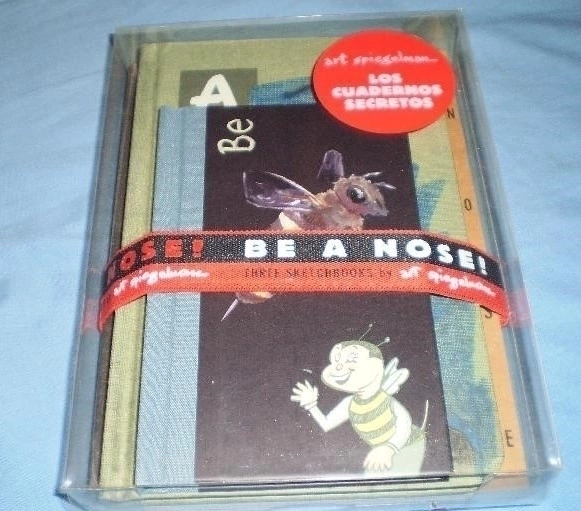 art spiegelman
LOS
CUADERNOS
SECRETOS
A
Be
N
O
S
E
NOSE! BE A NOSE!
art spiegelman THREE SKETCHBOOKS by art spiegelman